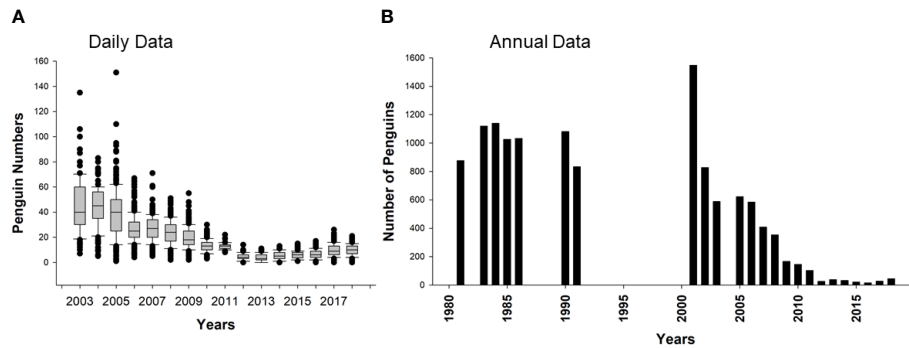 A
Daily Data
Penguin Numbers
160
140
120
100
80
60
40
20
0
2003 2005 2007 2009 2011 2013 2015 2017
Years
B
Annual Data
Number of Penguins
1600
1400
1200
1000
800
600
400
200
0
1980 1985 1990 1995 2000 2005 2010 2015
Years